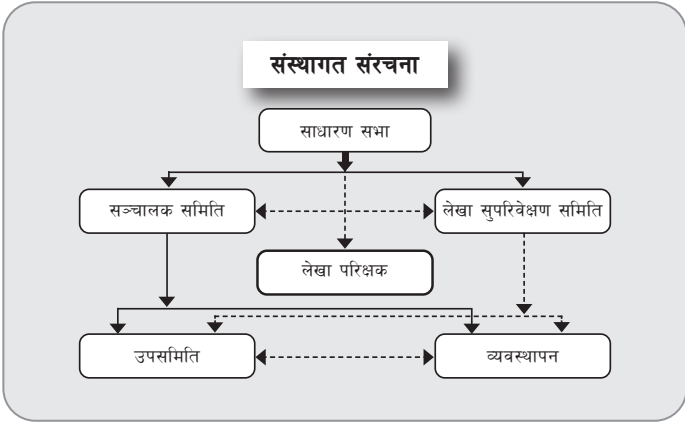 संस्थागत संरचना
साधारण सभा
सञ्चालक समिति
लेखा सुपरिवेक्षण समिति
लेखा परिक्षक
उपसमिति
व्यवस्थापन